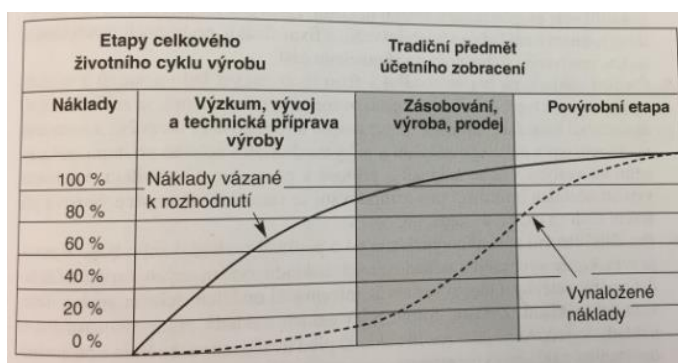 Etapy celkového
životního cyklu výrobu
Tradiční předmět
účetního zobrazení
Náklady
Výzkum, vývoj
a technická příprava
výroby
Zásobování,
výroba, prodej
Povýrobní etapa
100 %
80 %
60 %
40 %
20 %
0 %
Náklady vázané
k rozhodnutí
Vynaložené
náklady